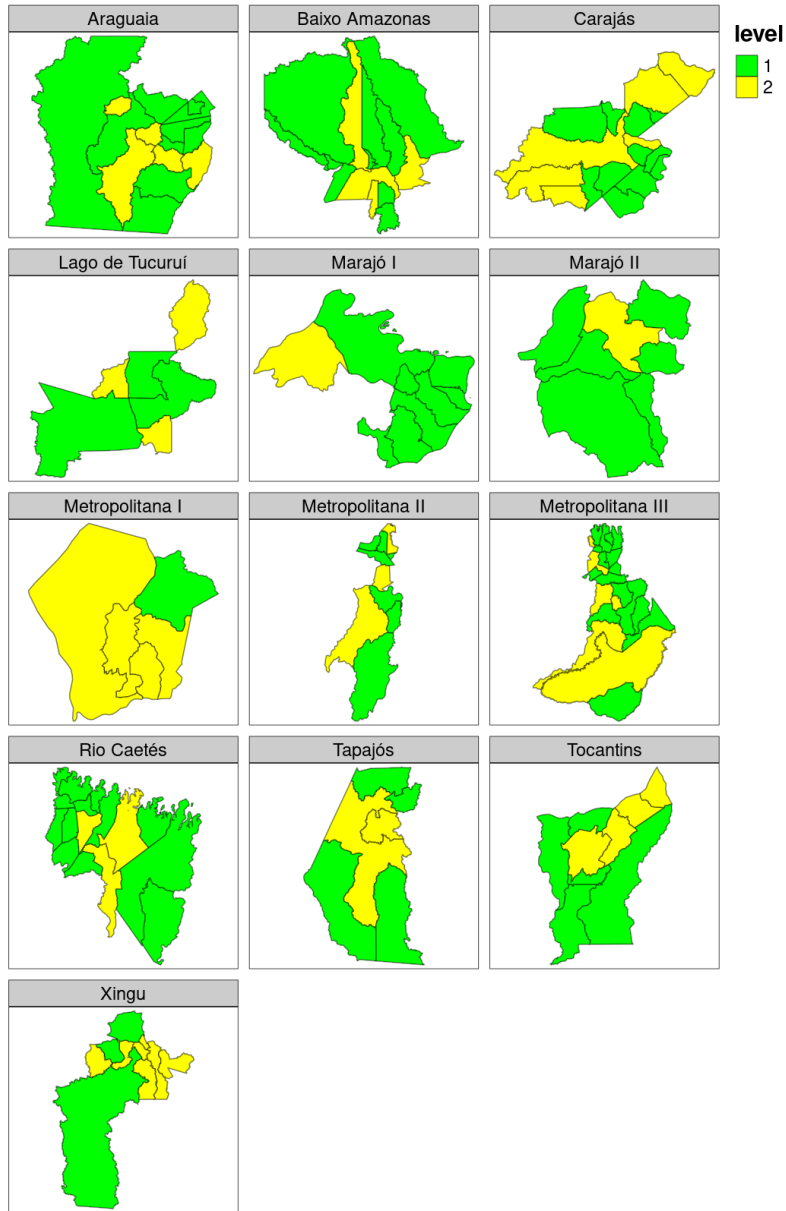 Araguaia
Baixo Amazonas
Carajás
level
1
2
Lago de Tucuruí
Marajó I
Marajó II
Metropolitana I
Metropolitana II
Metropolitana III
Rio Caetés
Tapajós
Tocantins
Xingu